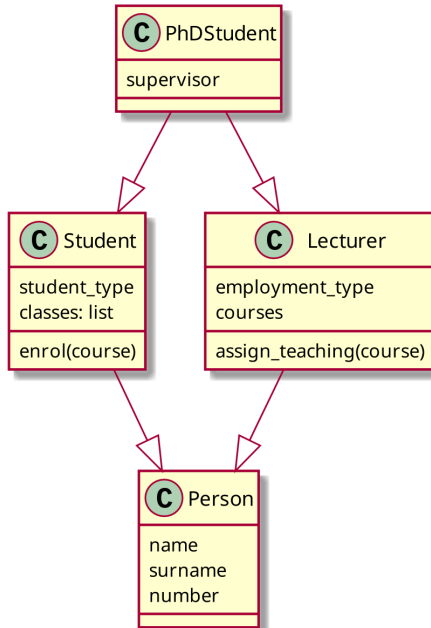 C PhDStudent
supervisor
C Student
student_type
classes: list
enrol(course)
C Lecturer
employment_type
courses
assign_teaching(course)
C Person
name
surname
number